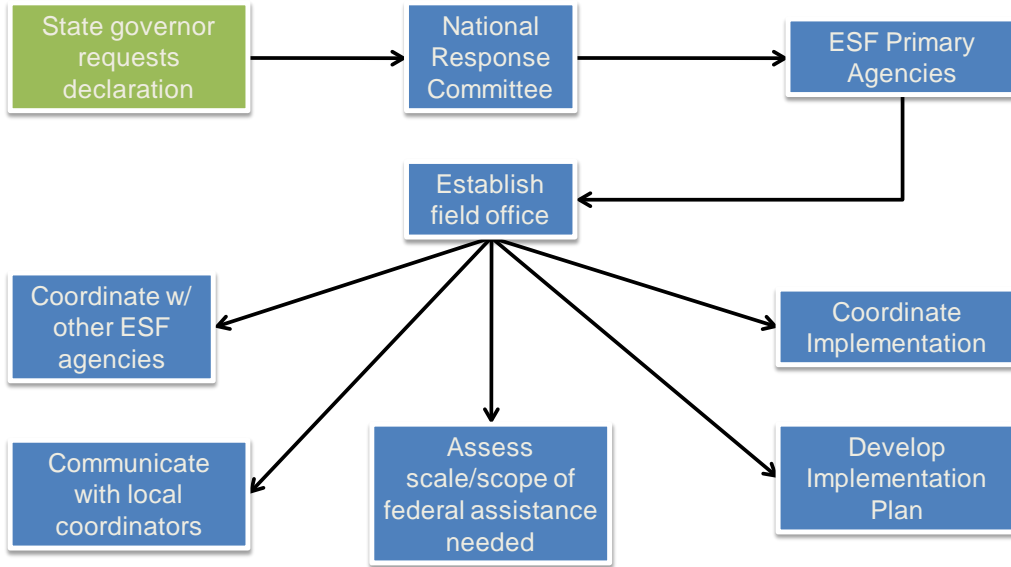 State governor
requests
declaration
National
Response
Committee
ESF Primary
Agencies
Establish
field office
Coordinate w/
other ESF
agencies
Coordinate
Implementation
Communicate
with local
coordinators
Assess
scale/scope of
federal assistance
needed
Develop
Implementation
Plan